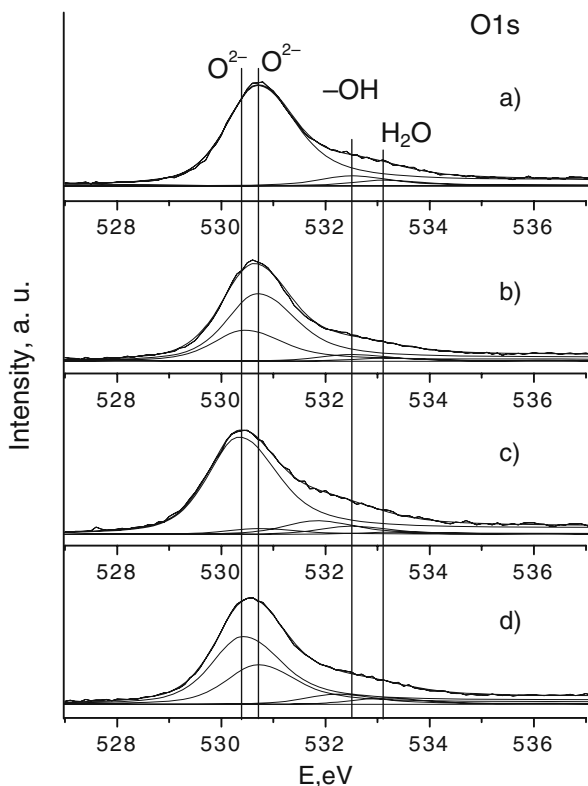 O1s
O²⁻ O²⁻
–OH
H₂O
a)
528 530 532 534 536
b)
528 530 532 534 536
c)
528 530 532 534 536
d)
528 530 532 534 536
E,eV
Intensity, a. u.